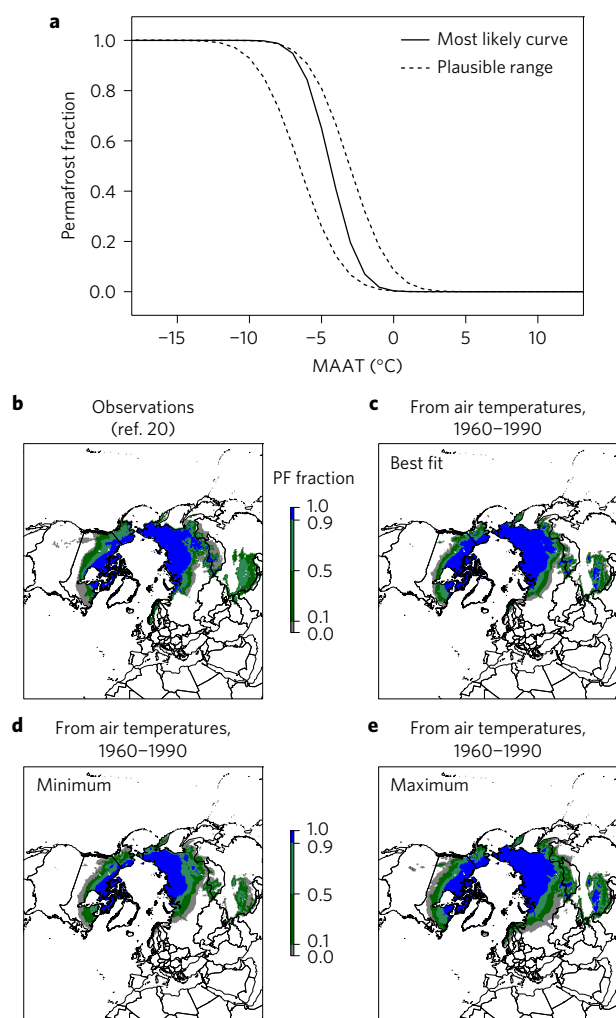 a
1.0
0.8
0.6
0.4
0.2
0.0
Permafrost fraction
Most likely curve
Plausible range
−15 −10 −5 0 5 10
MAAT (°C)
b
Observations
(ref. 20)
PF fraction
1.0
0.9
0.5
0.1
0.0
c
From air temperatures,
1960–1990
Best fit
d
From air temperatures,
1960–1990
Minimum
1.0
0.9
0.5
0.1
0.0
e
From air temperatures,
1960–1990
Maximum